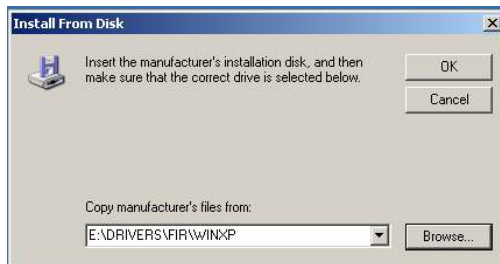 Install From Disk
Insert the manufacturer's installation disk, and then
make sure that the correct drive is selected below.
OK
Cancel
Copy manufacturer's files from:
E:\DRIVERS\FIR\WINXP
Browse...